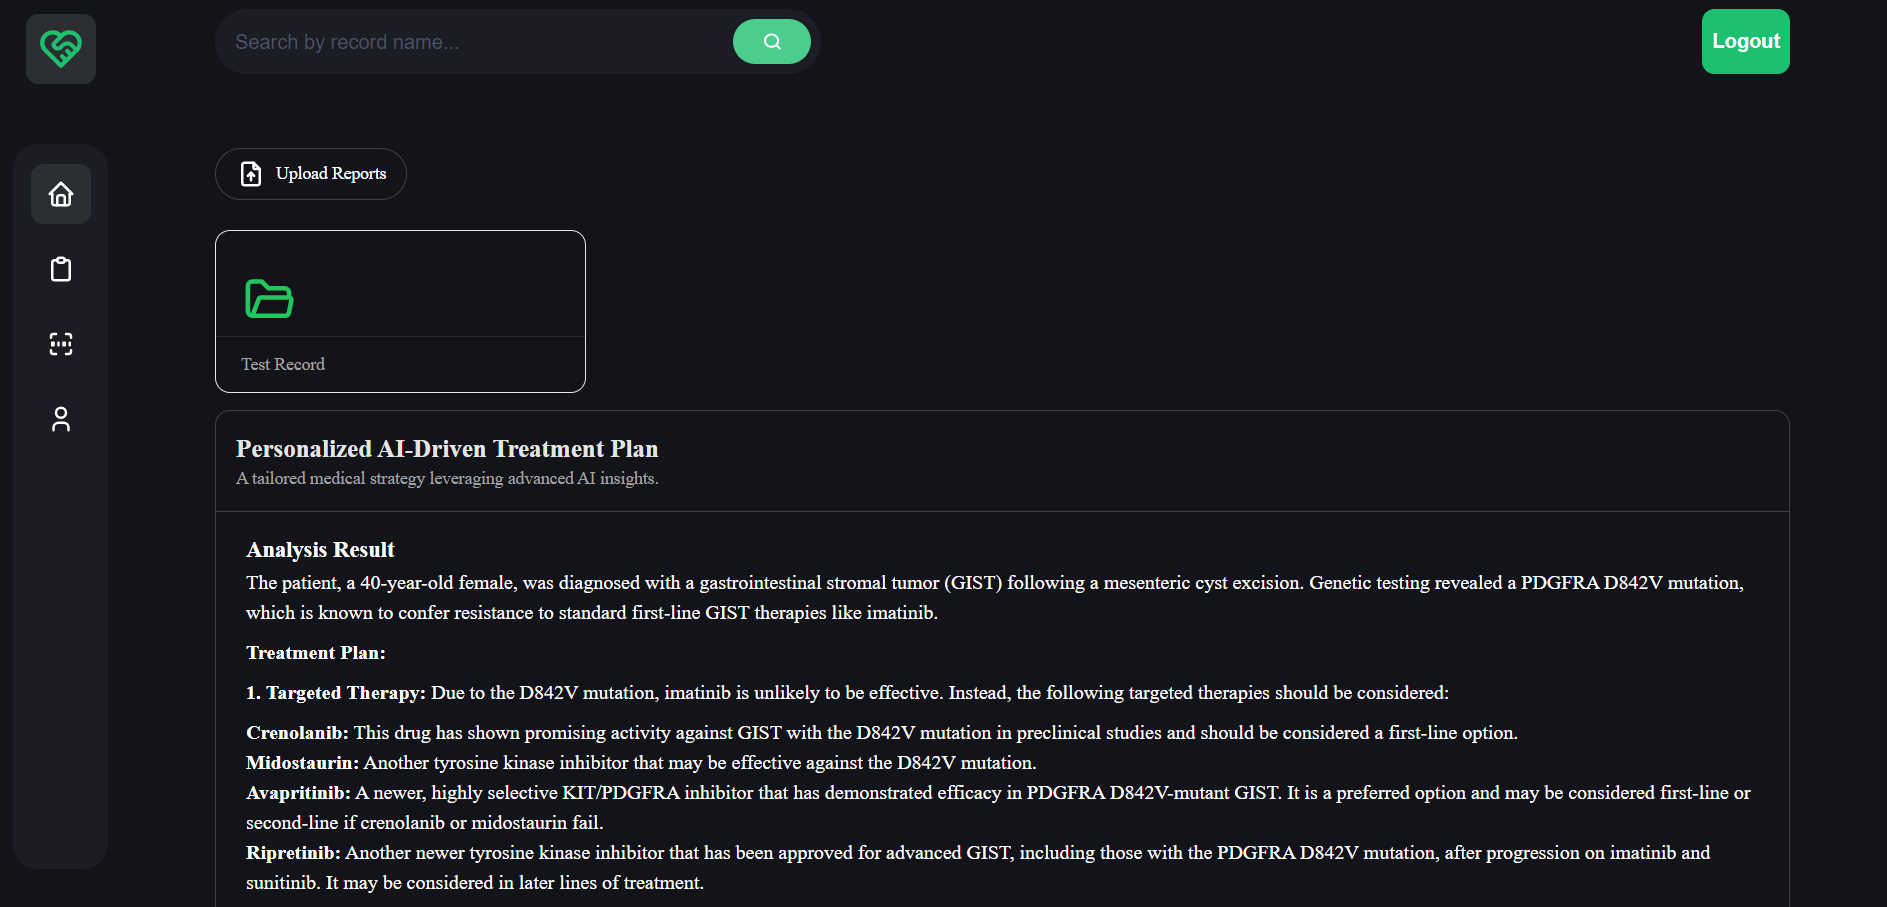 Search by record name...
Logout
Upload Reports
Test Record
Personalized AI-Driven Treatment Plan
A tailored medical strategy leveraging advanced AI insights.
Analysis Result
The patient, a 40-year-old female, was diagnosed with a gastrointestinal stromal tumor (GIST) following a mesenteric cyst excision. Genetic testing revealed a PDGFRA D842V mutation,
which is known to confer resistance to standard first-line GIST therapies like imatinib.
Treatment Plan:
1. Targeted Therapy: Due to the D842V mutation, imatinib is unlikely to be effective. Instead, the following targeted therapies should be considered:
Crenolanib: This drug has shown promising activity against GIST with the D842V mutation in preclinical studies and should be considered a first-line option.
Midostaurin: Another tyrosine kinase inhibitor that may be effective against the D842V mutation.
Avapritinib: A newer, highly selective KIT/PDGFRA inhibitor that has demonstrated efficacy in PDGFRA D842V-mutant GIST. It is a preferred option and may be considered first-line or
second-line if crenolanib or midostaurin fail.
Ripretinib: Another newer tyrosine kinase inhibitor that has been approved for advanced GIST, including those with the PDGFRA D842V mutation, after progression on imatinib and
sunitinib. It may be considered in later lines of treatment.